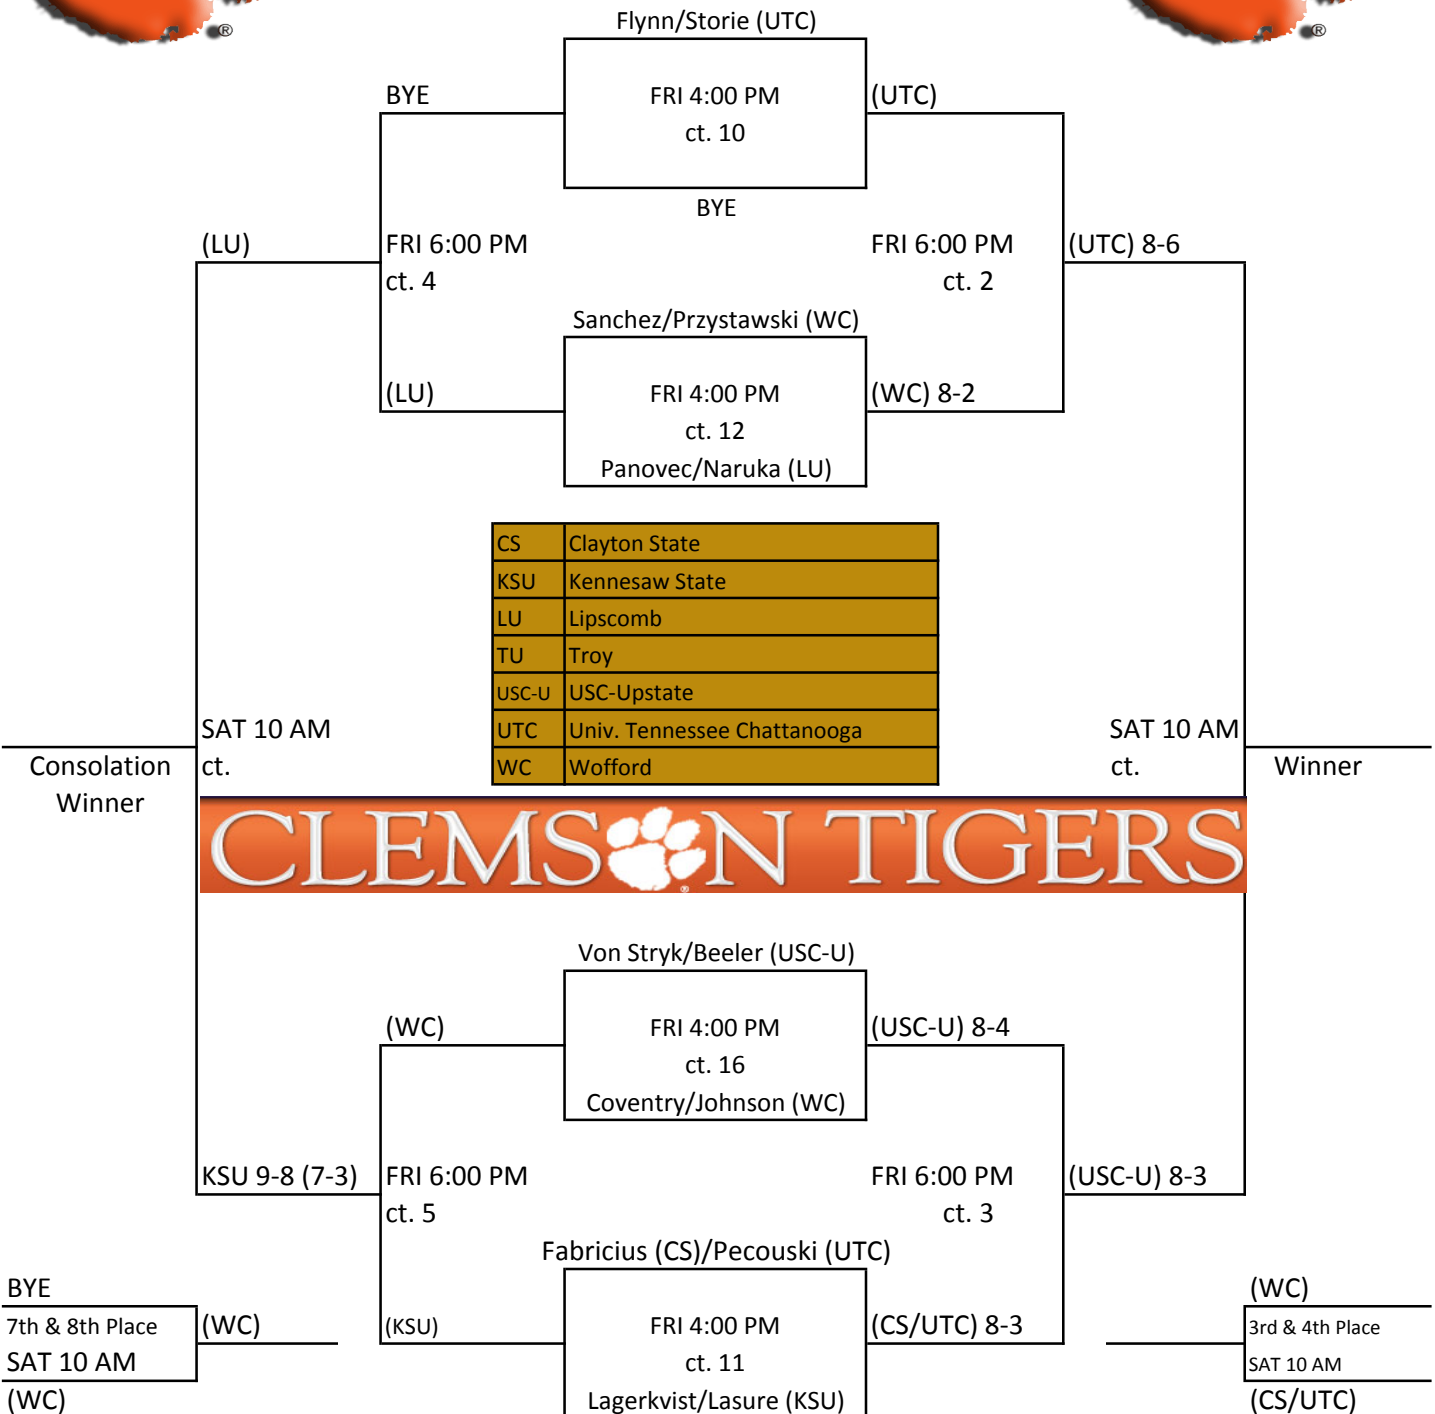 ®
®
Flynn/Storie (UTC)
BYE
FRI 4:00 PM
(UTC)
ct. 10
BYE
(LU)
FRI 6:00 PM
FRI 6:00 PM
(UTC) 8-6
ct. 4
ct. 2
Sanchez/Przystawski (WC)
(LU)
FRI 4:00 PM
(WC) 8-2
ct. 12
Panovec/Naruka (LU)
CS Clayton State
KSU Kennesaw State
LU Lipscomb
TU Troy
USC-U USC-Upstate
UTC Univ. Tennessee Chattanooga
WC Wofford
SAT 10 AM
SAT 10 AM
Consolation
ct.
ct.
Winner
Winner
CLEMSON TIGERS
®
Von Stryk/Beeler (USC-U)
(WC)
FRI 4:00 PM
(USC-U) 8-4
ct. 16
Coventry/Johnson (WC)
KSU 9-8 (7-3)
FRI 6:00 PM
FRI 6:00 PM
(USC-U) 8-3
ct. 5
ct. 3
Fabricius (CS)/Pecouski (UTC)
BYE
(WC)
7th & 8th Place
(WC)
(KSU)
FRI 4:00 PM
(CS/UTC) 8-3
3rd & 4th Place
SAT 10 AM
ct. 11
SAT 10 AM
(WC)
Lagerkvist/Lasure (KSU)
(CS/UTC)